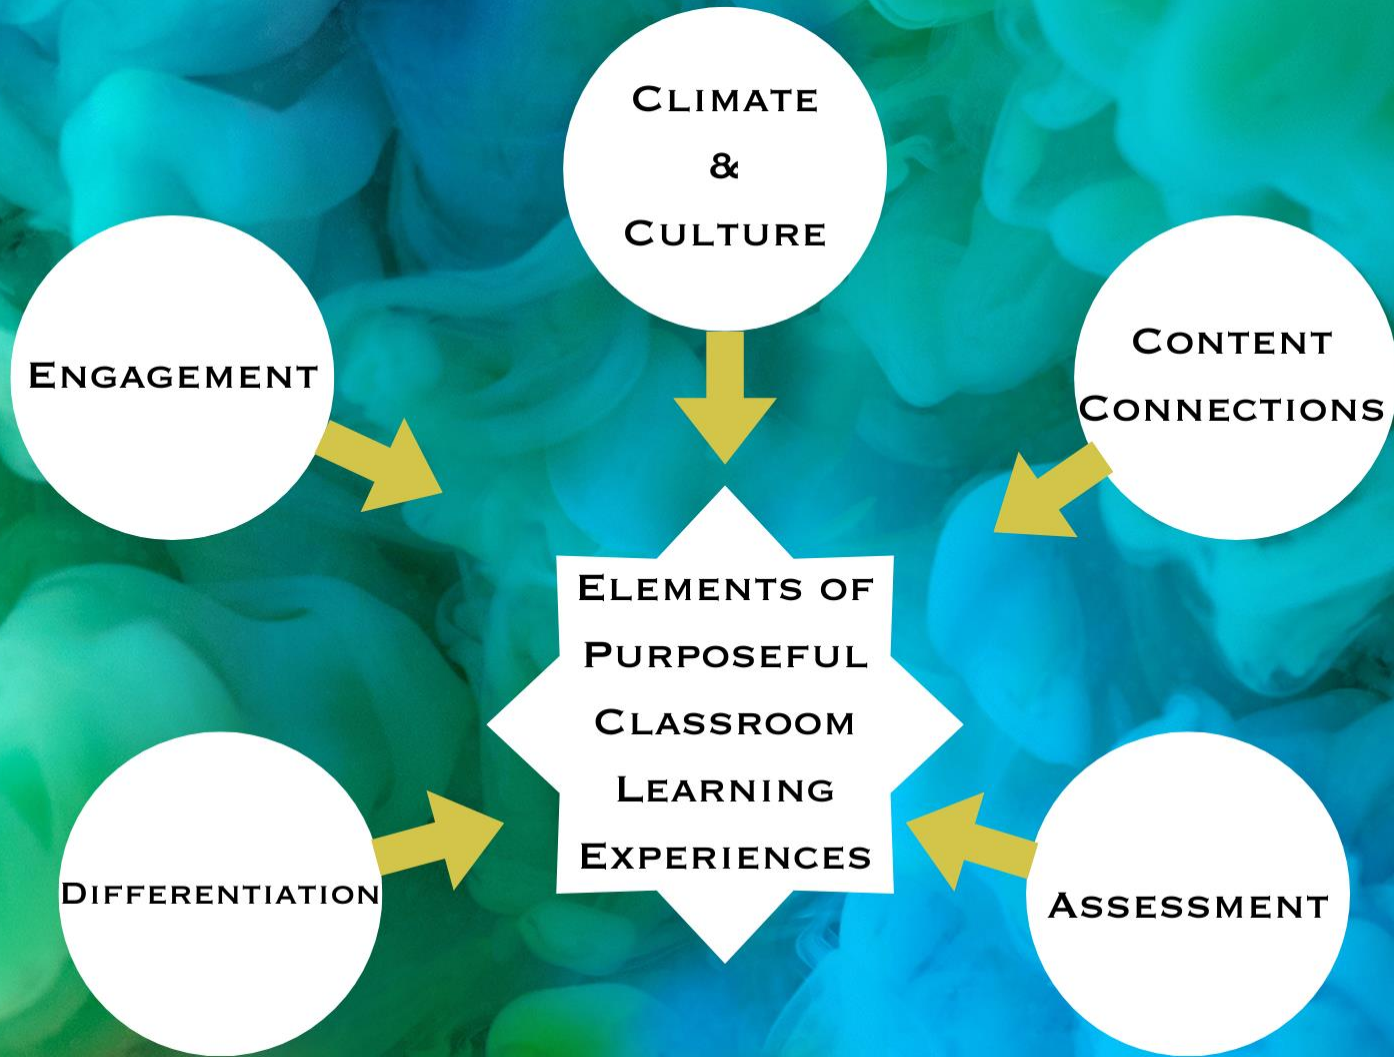 Climate
&
Culture
Engagement
Content
Connections
Elements of
Purposeful
Classroom
Learning
Experiences
Differentiation
Assessment